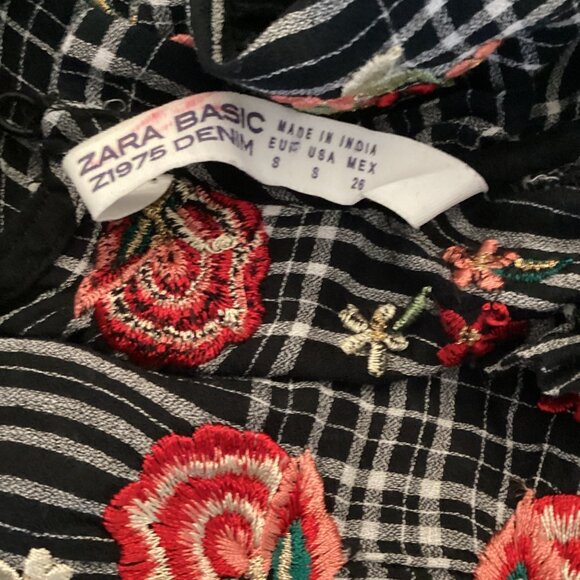 ZARA BASIC
Z1975 DENIM
MADE IN INDIA
EUR USA MEX
S S 26